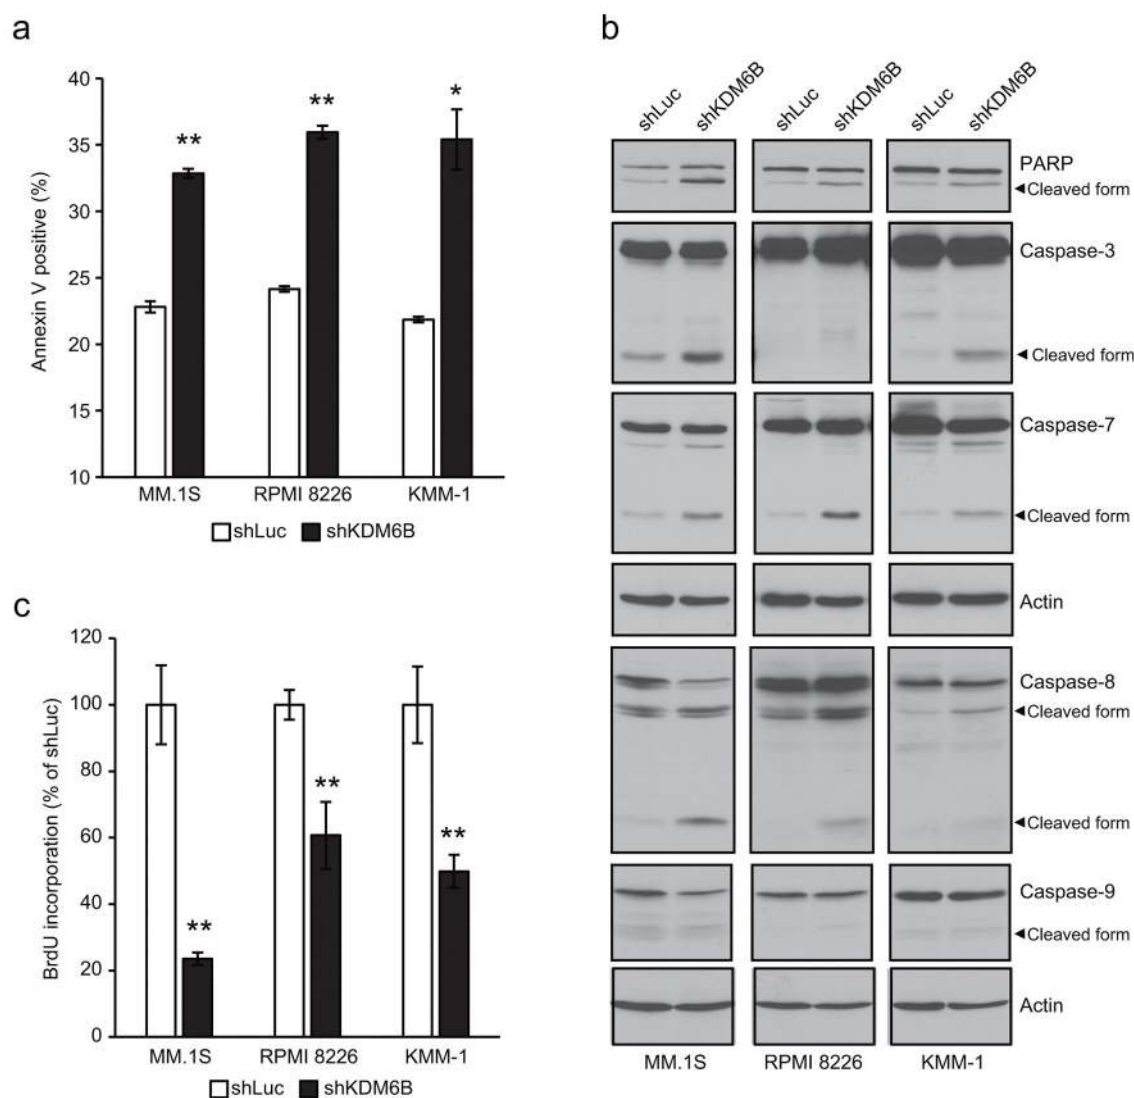 a
40
35
30
25
20
15
10
Annexin V positive (%)
** ** *
MM.1S RPMI 8226 KMM-1
shLuc shKDM6B
b
shLuc shKDM6B shLuc shKDM6B shLuc shKDM6B
PARP
◄Cleaved form
Caspase-3
◄Cleaved form
Caspase-7
◄Cleaved form
Actin
Caspase-8
◄Cleaved form
◄Cleaved form
Caspase-9
◄Cleaved form
Actin
MM.1S RPMI 8226 KMM-1
c
120
100
80
60
40
20
0
BrdU incorporation (% of shLuc)
** ** **
MM.1S RPMI 8226 KMM-1
shLuc shKDM6B